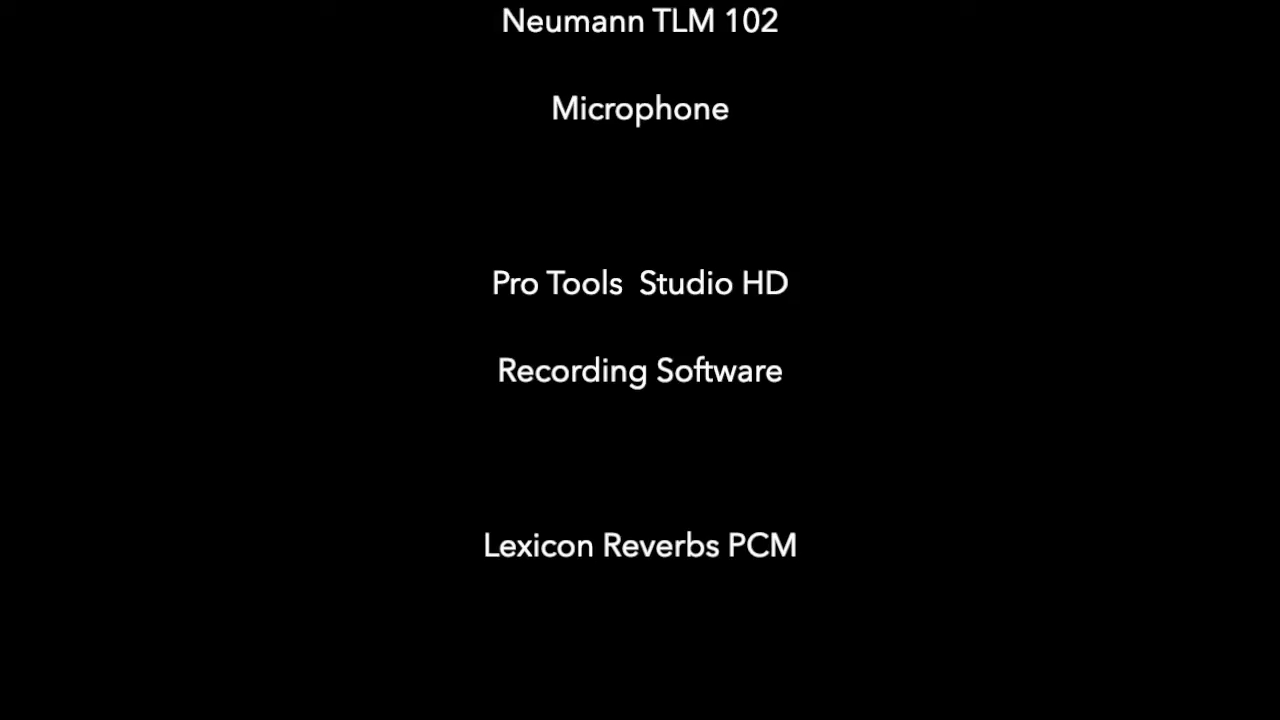 Neumann TLM 102
Microphone
Pro Tools  Studio HD
Recording Software
Lexicon Reverbs PCM